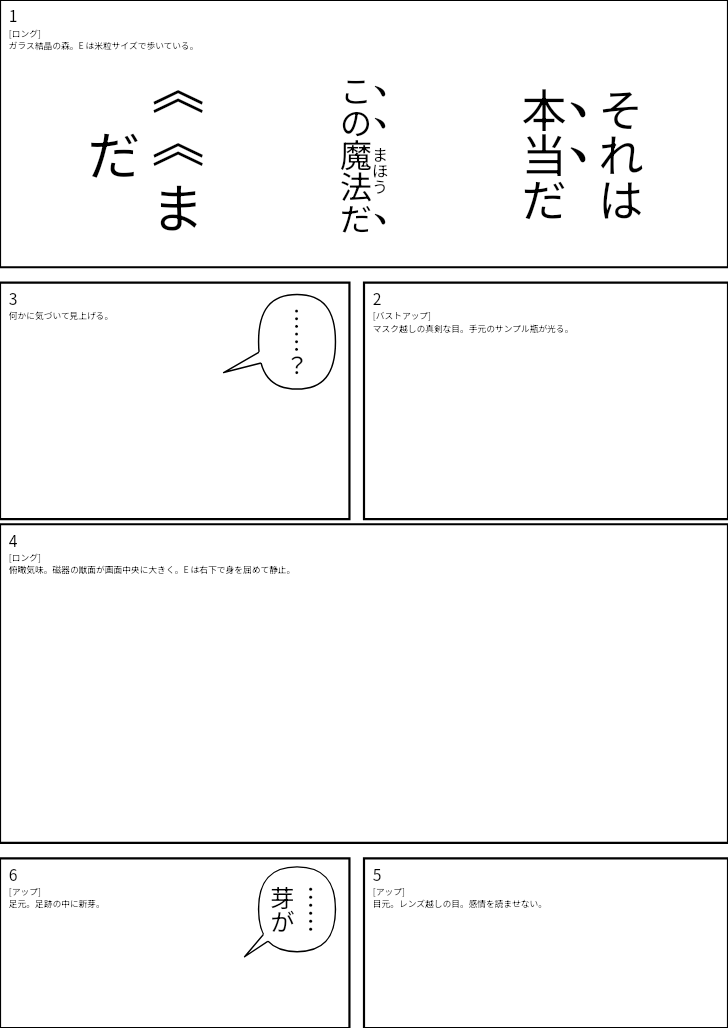 1
[ロング]
ガラス結晶の森。E は米粒サイズで歩いている。
それは
本当だ
この魔法だ
まほう
《《ま
だ
2
[バストアップ]
マスク越しの真剣な目。手元のサンプル瓶が光る。
3
何かに気づいて見上げる。
……？
4
[ロング]
俯瞰気味。磁器の獣面が画面中央に大きく。E は右下で身を屈めて静止。
5
[アップ]
目元。レンズ越しの目。感情を読ませない。
6
[アップ]
足元。足跡の中に新芽。
……
芽が